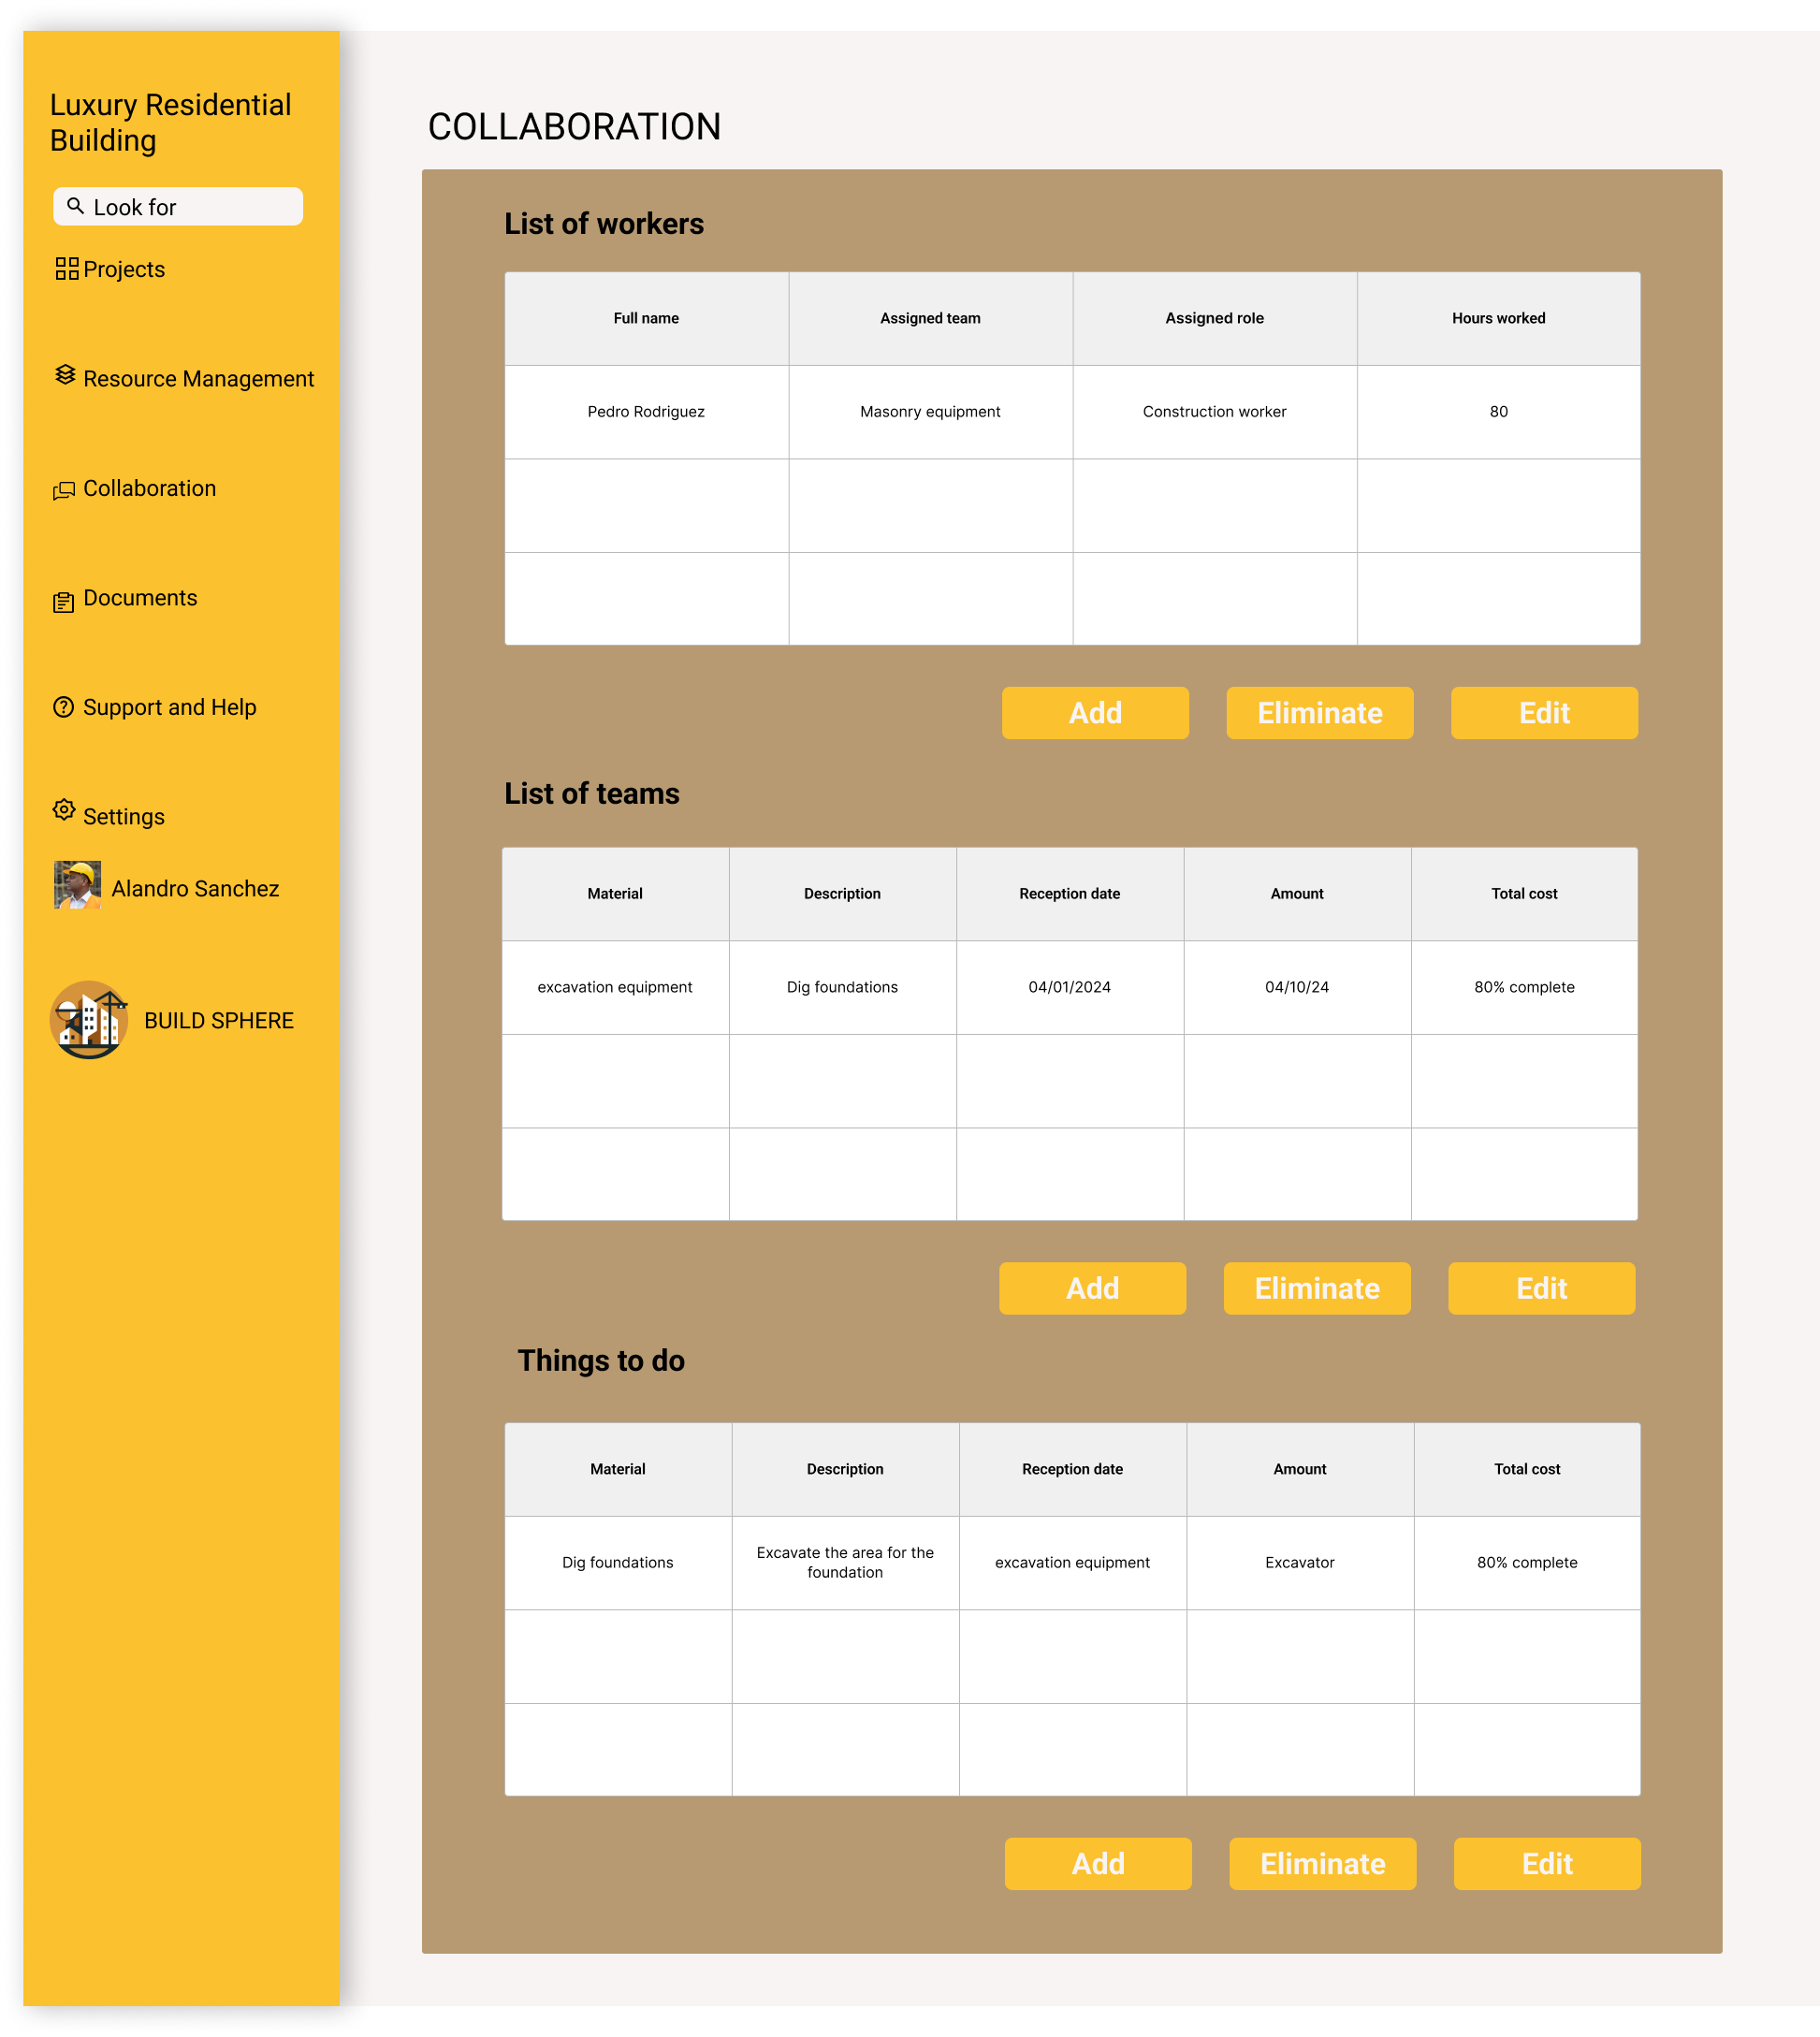 Luxury Residential
Building
Look for
Projects
Resource Management
Collaboration
Documents
Support and Help
Settings
Alandro Sanchez
BUILD SPHERE
COLLABORATION
List of workers
Full name Assigned team Assigned role Hours worked
Pedro Rodriguez Masonry equipment Construction worker 80
Add Eliminate Edit
List of teams
Material Description Reception date Amount Total cost
excavation equipment Dig foundations 04/01/2024 04/10/24 80% complete
Add Eliminate Edit
Things to do
Material Description Reception date Amount Total cost
Dig foundations Excavate the area for the foundation excavation equipment Excavator 80% complete
Add Eliminate Edit